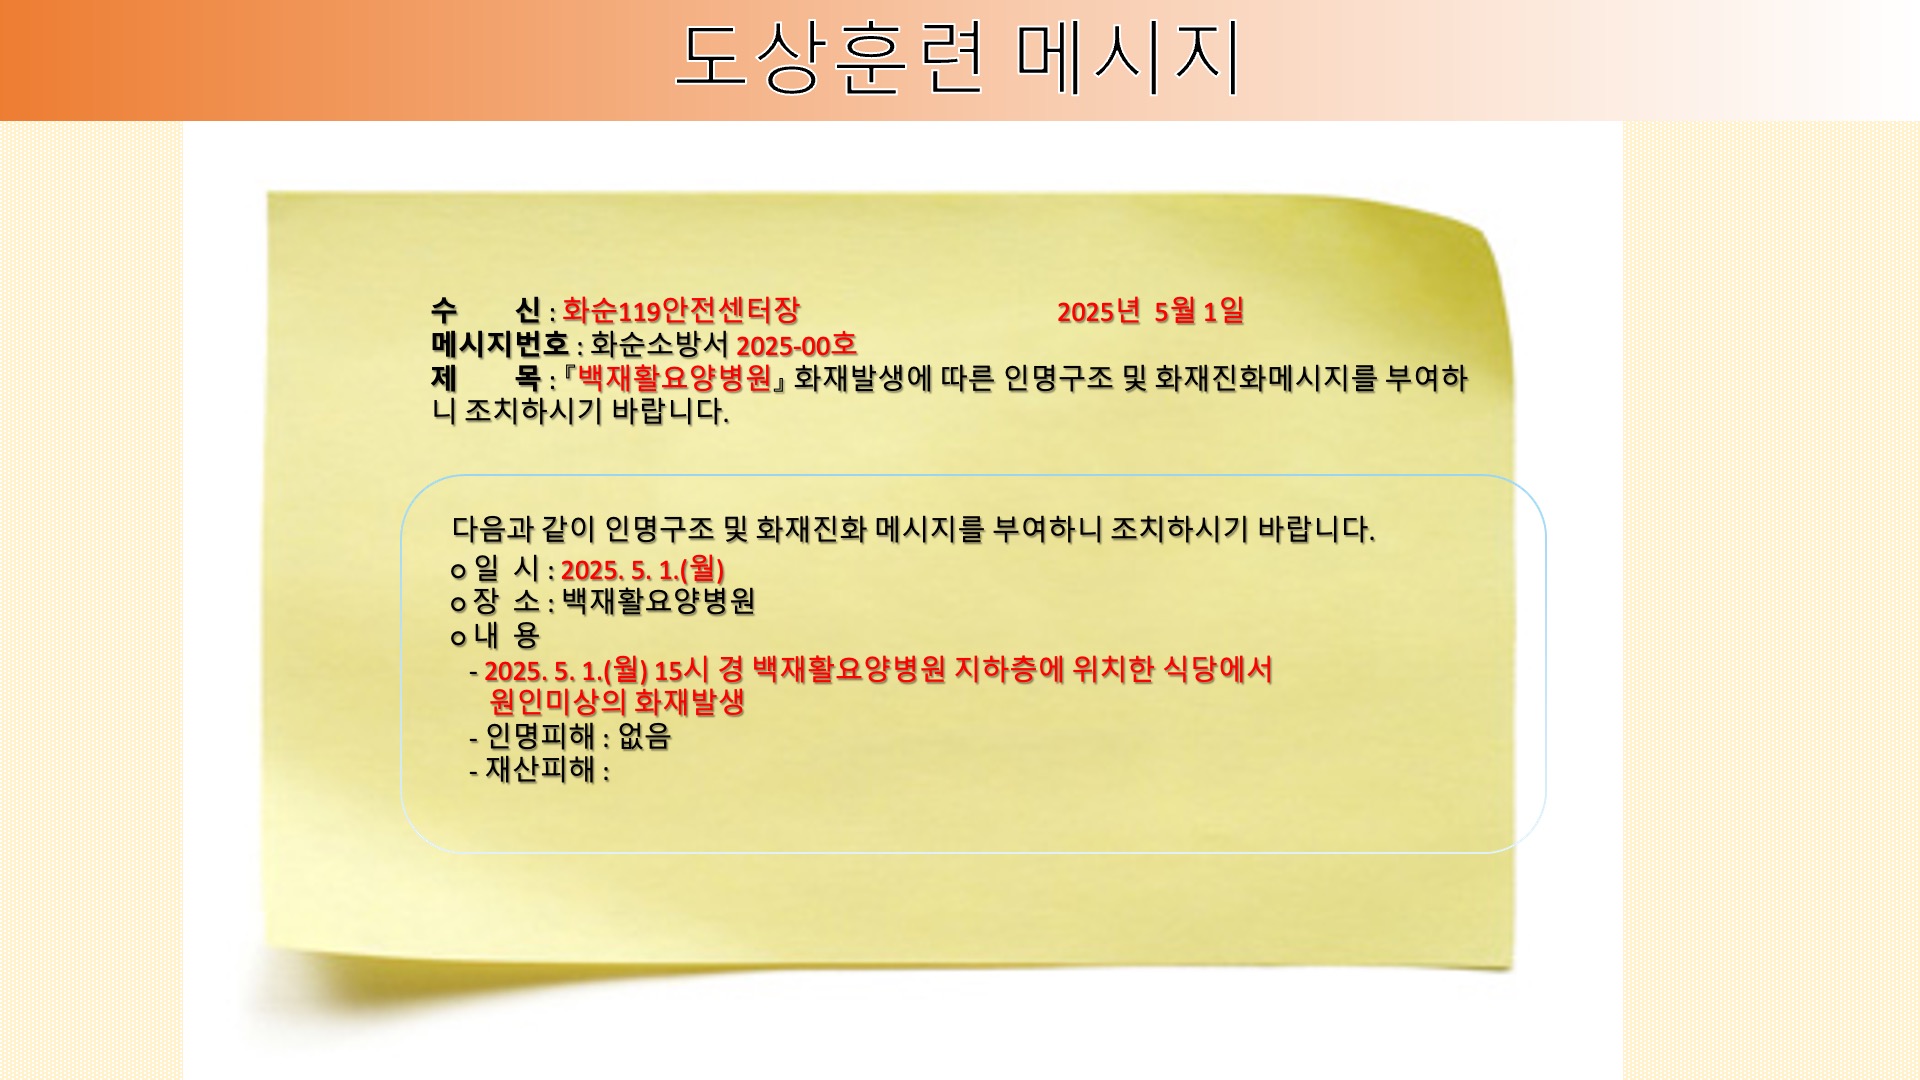 도상훈련 메시지
수 신 : 화순119안전센터장 2025년 5월 1일
메시지번호 : 화순소방서 2025-00호
제 목 : 『백재활요양병원』 화재발생에 따른 인명구조 및 화재진화메시지를 부여하
니 조치하시기 바랍니다.
다음과 같이 인명구조 및 화재진화 메시지를 부여하니 조치하시기 바랍니다.
ㅇ 일 시 : 2025. 5. 1.(월)
ㅇ 장 소 : 백재활요양병원
ㅇ 내 용
- 2025. 5. 1.(월) 15시 경 백재활요양병원 지하층에 위치한 식당에서
원인미상의 화재발생
- 인명피해 : 없음
- 재산피해 :